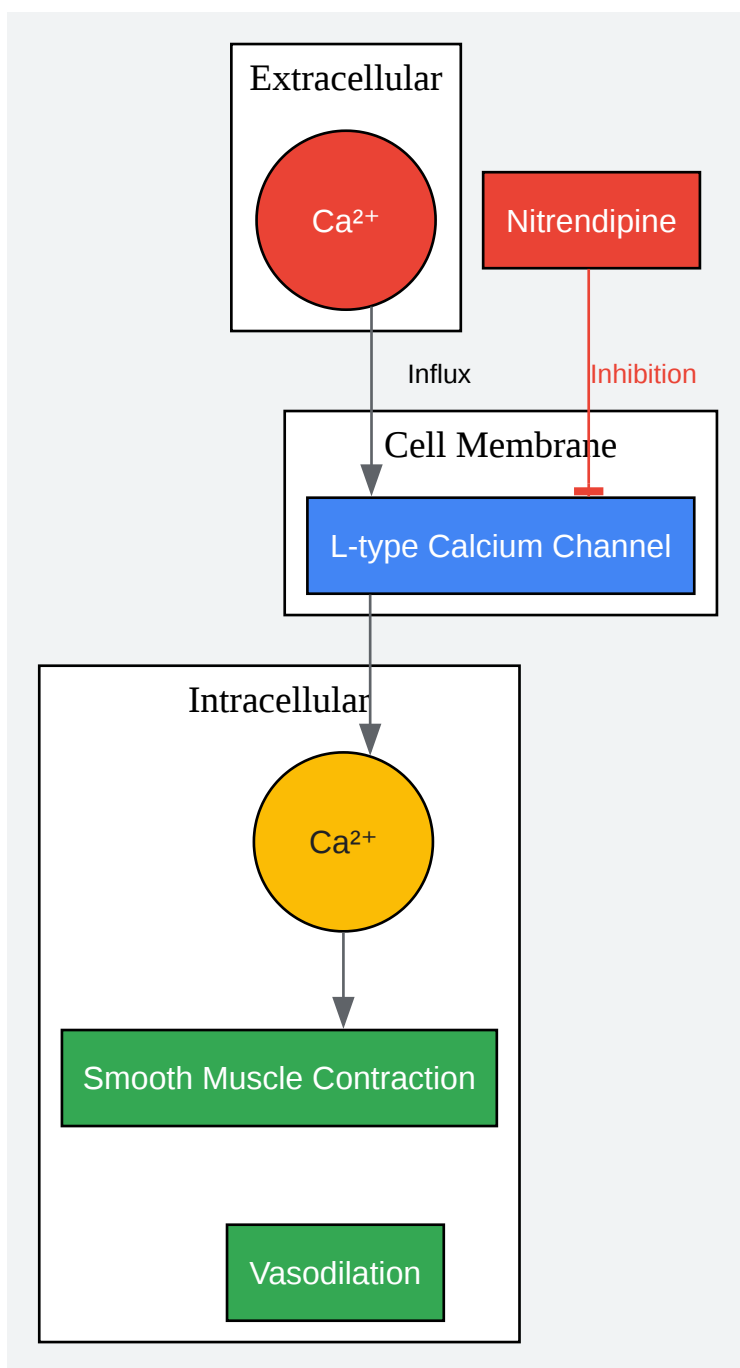 Extracellular
Ca²⁺
Nitrendipine
Influx
Inhibition
Cell Membrane
L-type Calcium Channel
Intracellular
Ca²⁺
Smooth Muscle Contraction
Vasodilation